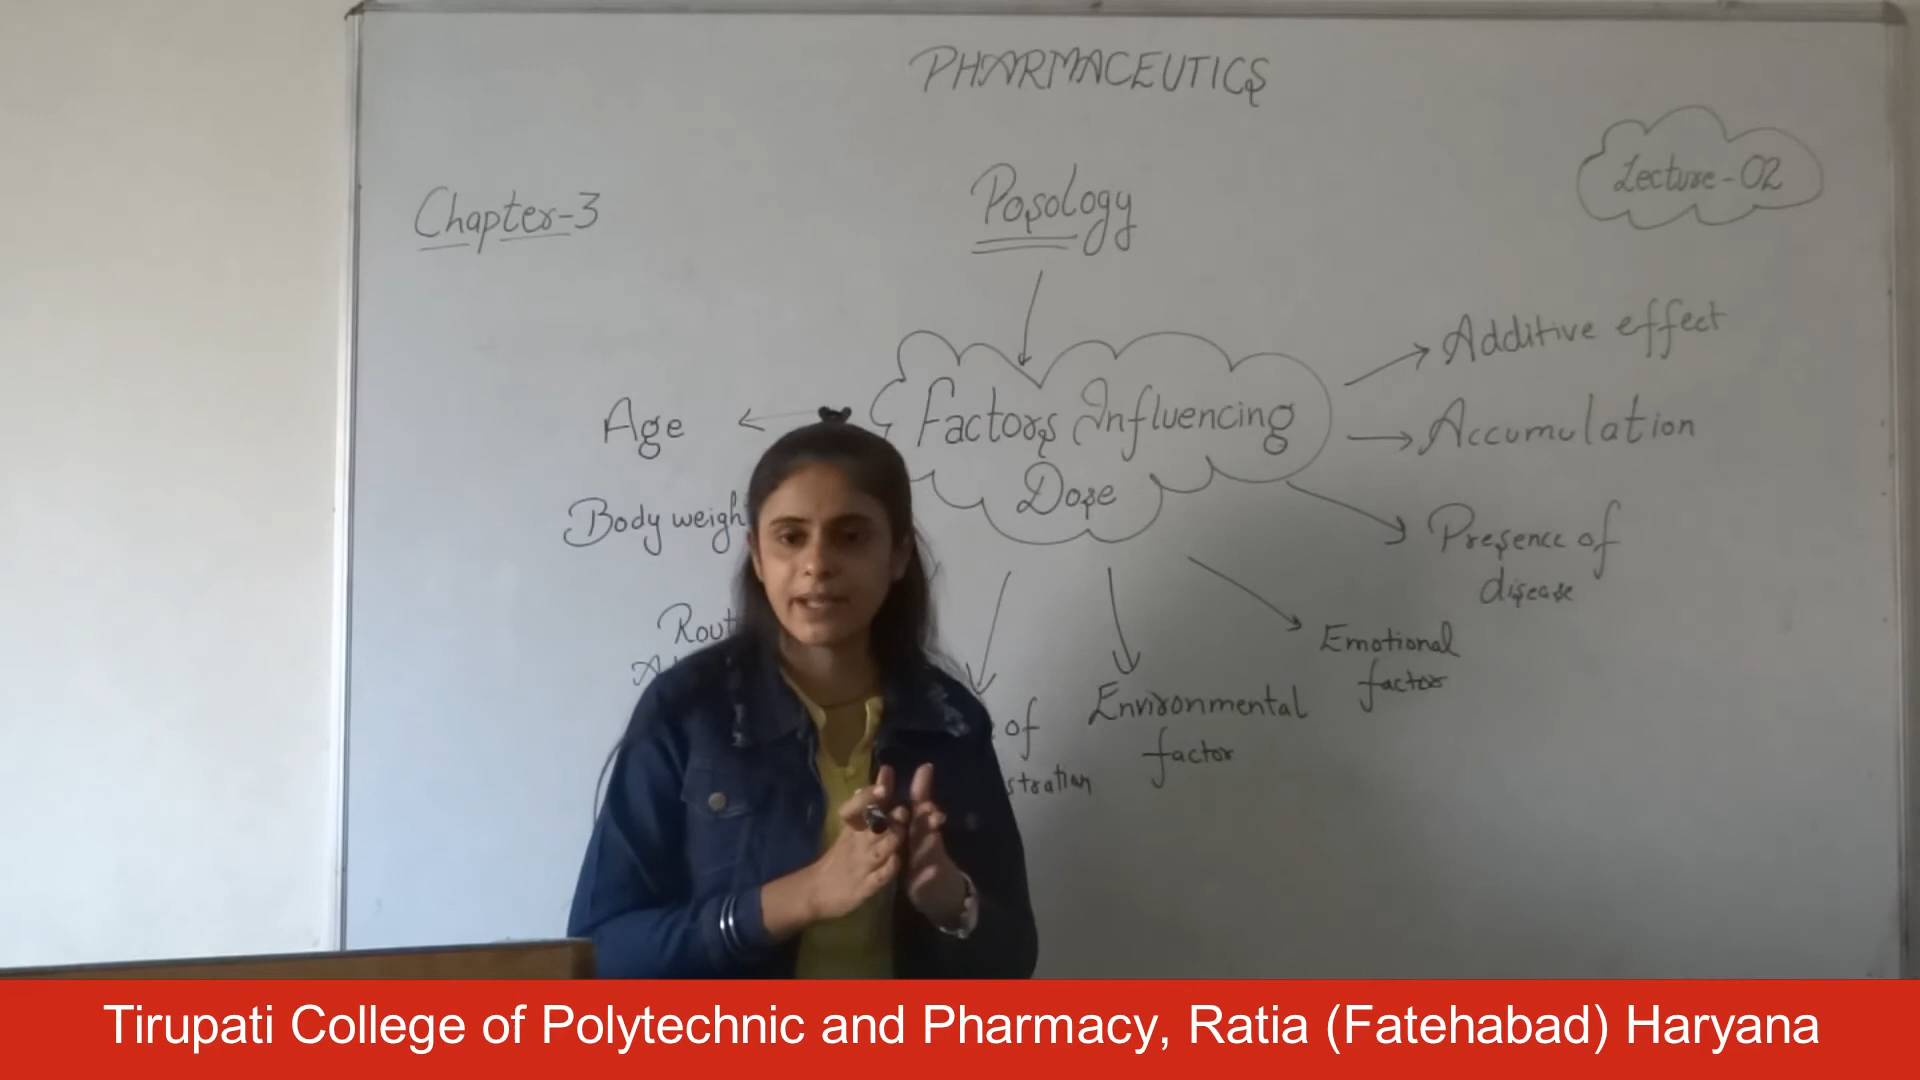 PHARMACEUTICS
Lecture-02
Chapter-3
Posology
Additive effect
Age
Factors Influencing
Dose
Accumulation
Body weigh
Presence of
disease
Emotional
factor
of
stration
Environmental
factor
Tirupati College of Polytechnic and Pharmacy, Ratia (Fatehabad) Haryana